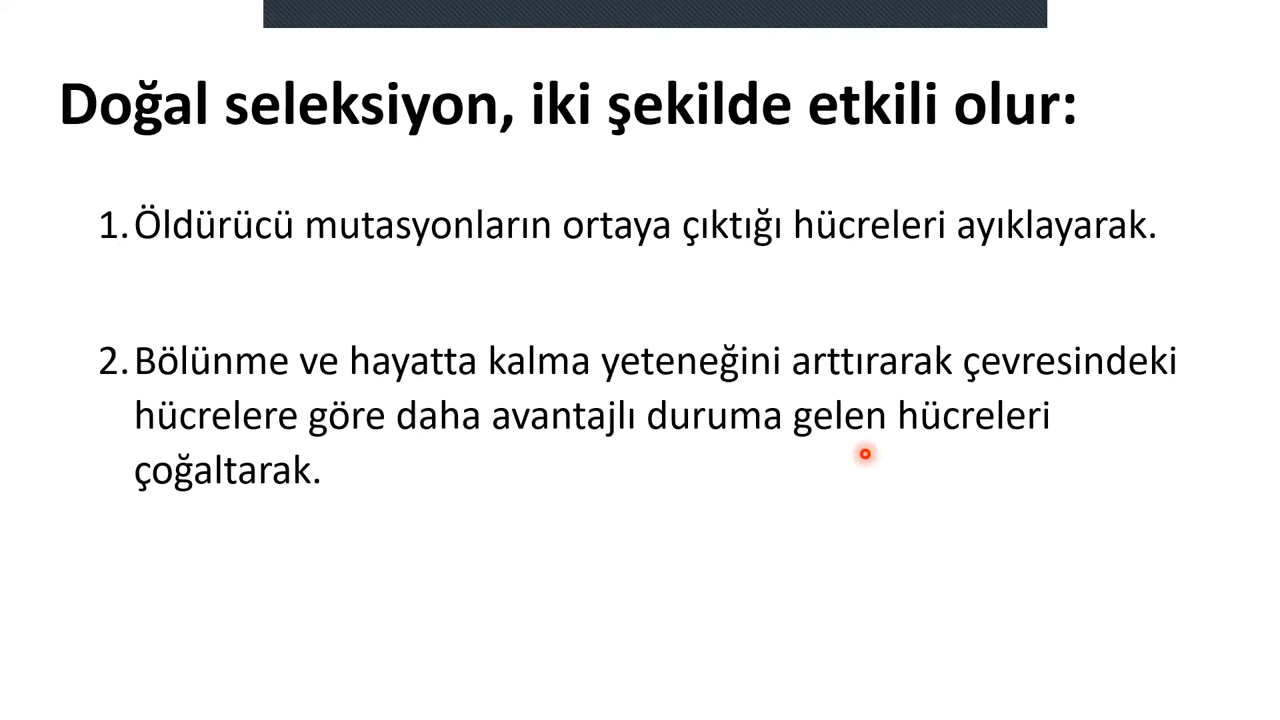 Doğal seleksiyon, iki şekilde etkili olur:
1. Öldürücü mutasyonların ortaya çıktığı hücreleri ayıklayarak.
2. Bölünme ve hayatta kalma yeteneğini arttırarak çevresindeki
hücrelere göre daha avantajlı duruma gelen hücreleri
çoğaltarak.